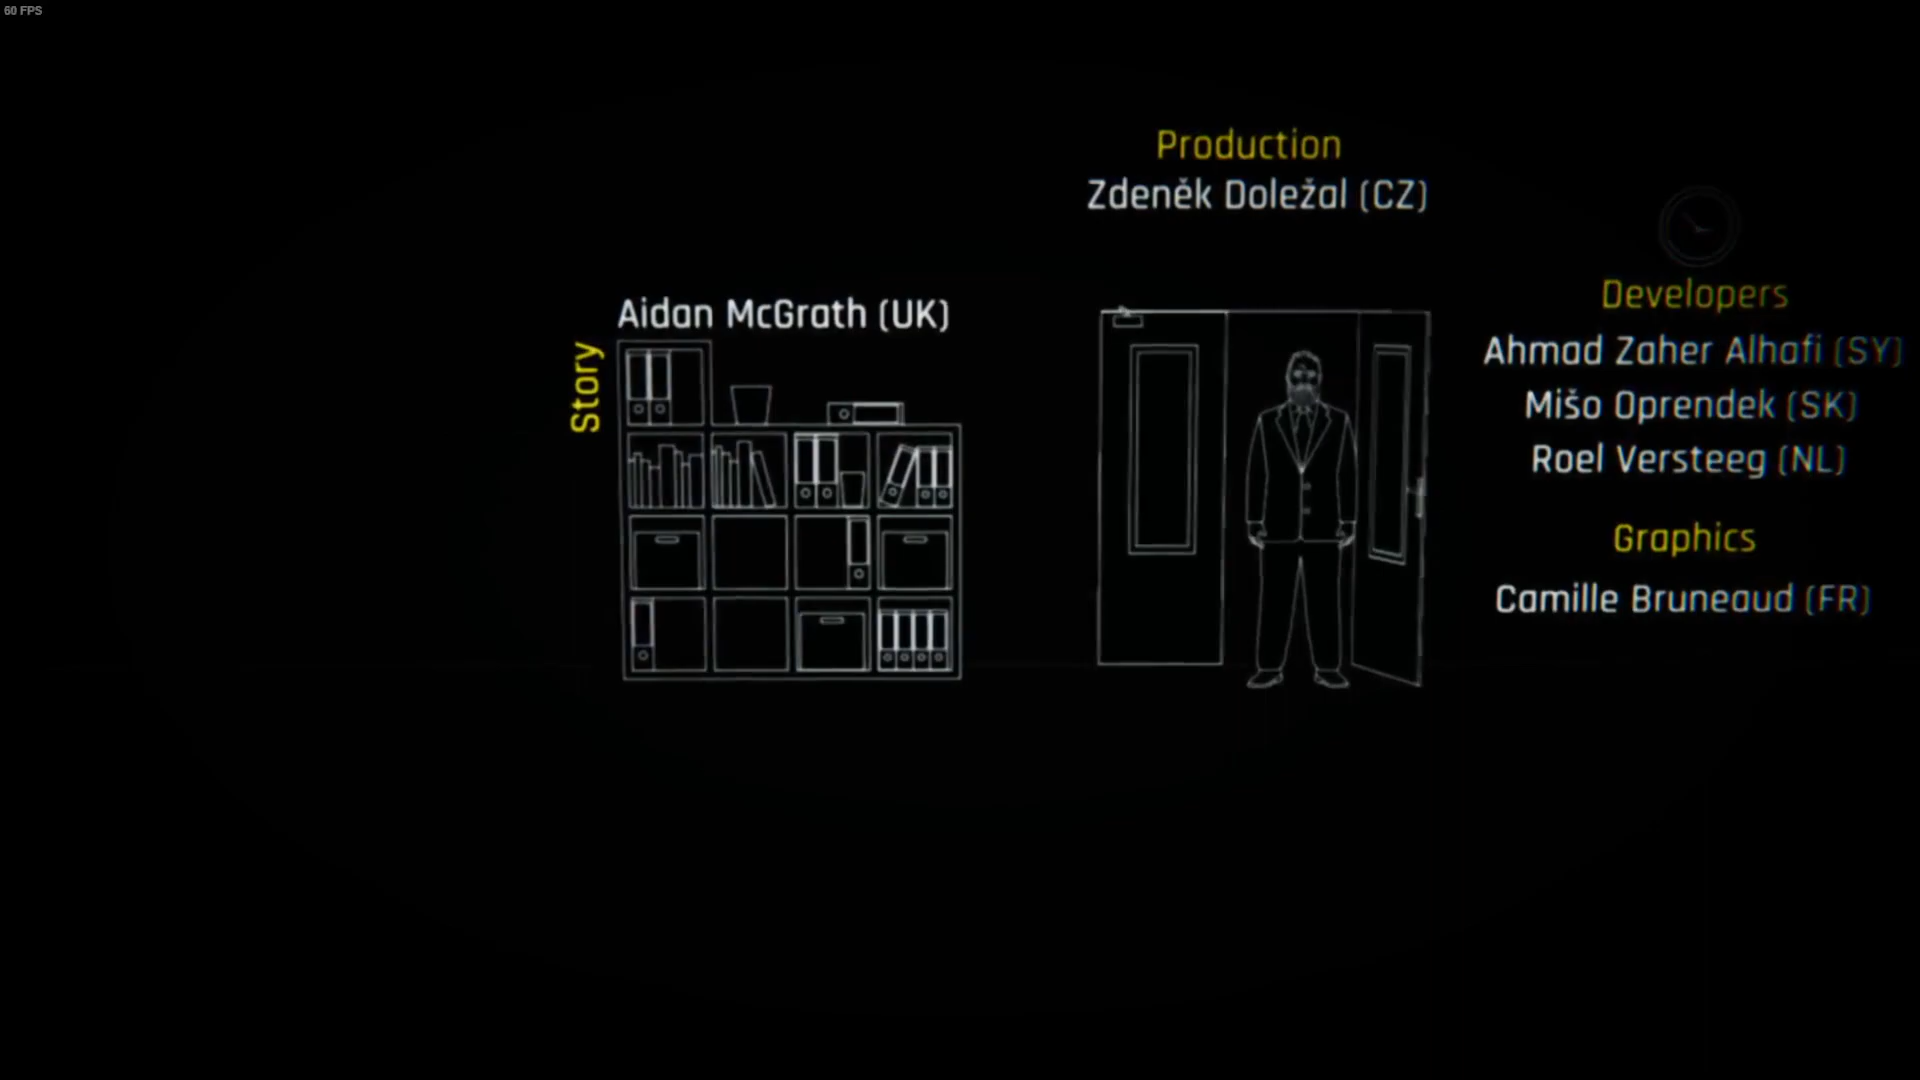 60 FPS
Story
Aidan McGrath (UK)
Production
Zdeněk Doležal (CZ)
Developers
Ahmad Zaher Alhafi (SY)
Mišo Oprendek (SK)
Roel Versteeg (NL)
Graphics
Camille Bruneaud (FR)